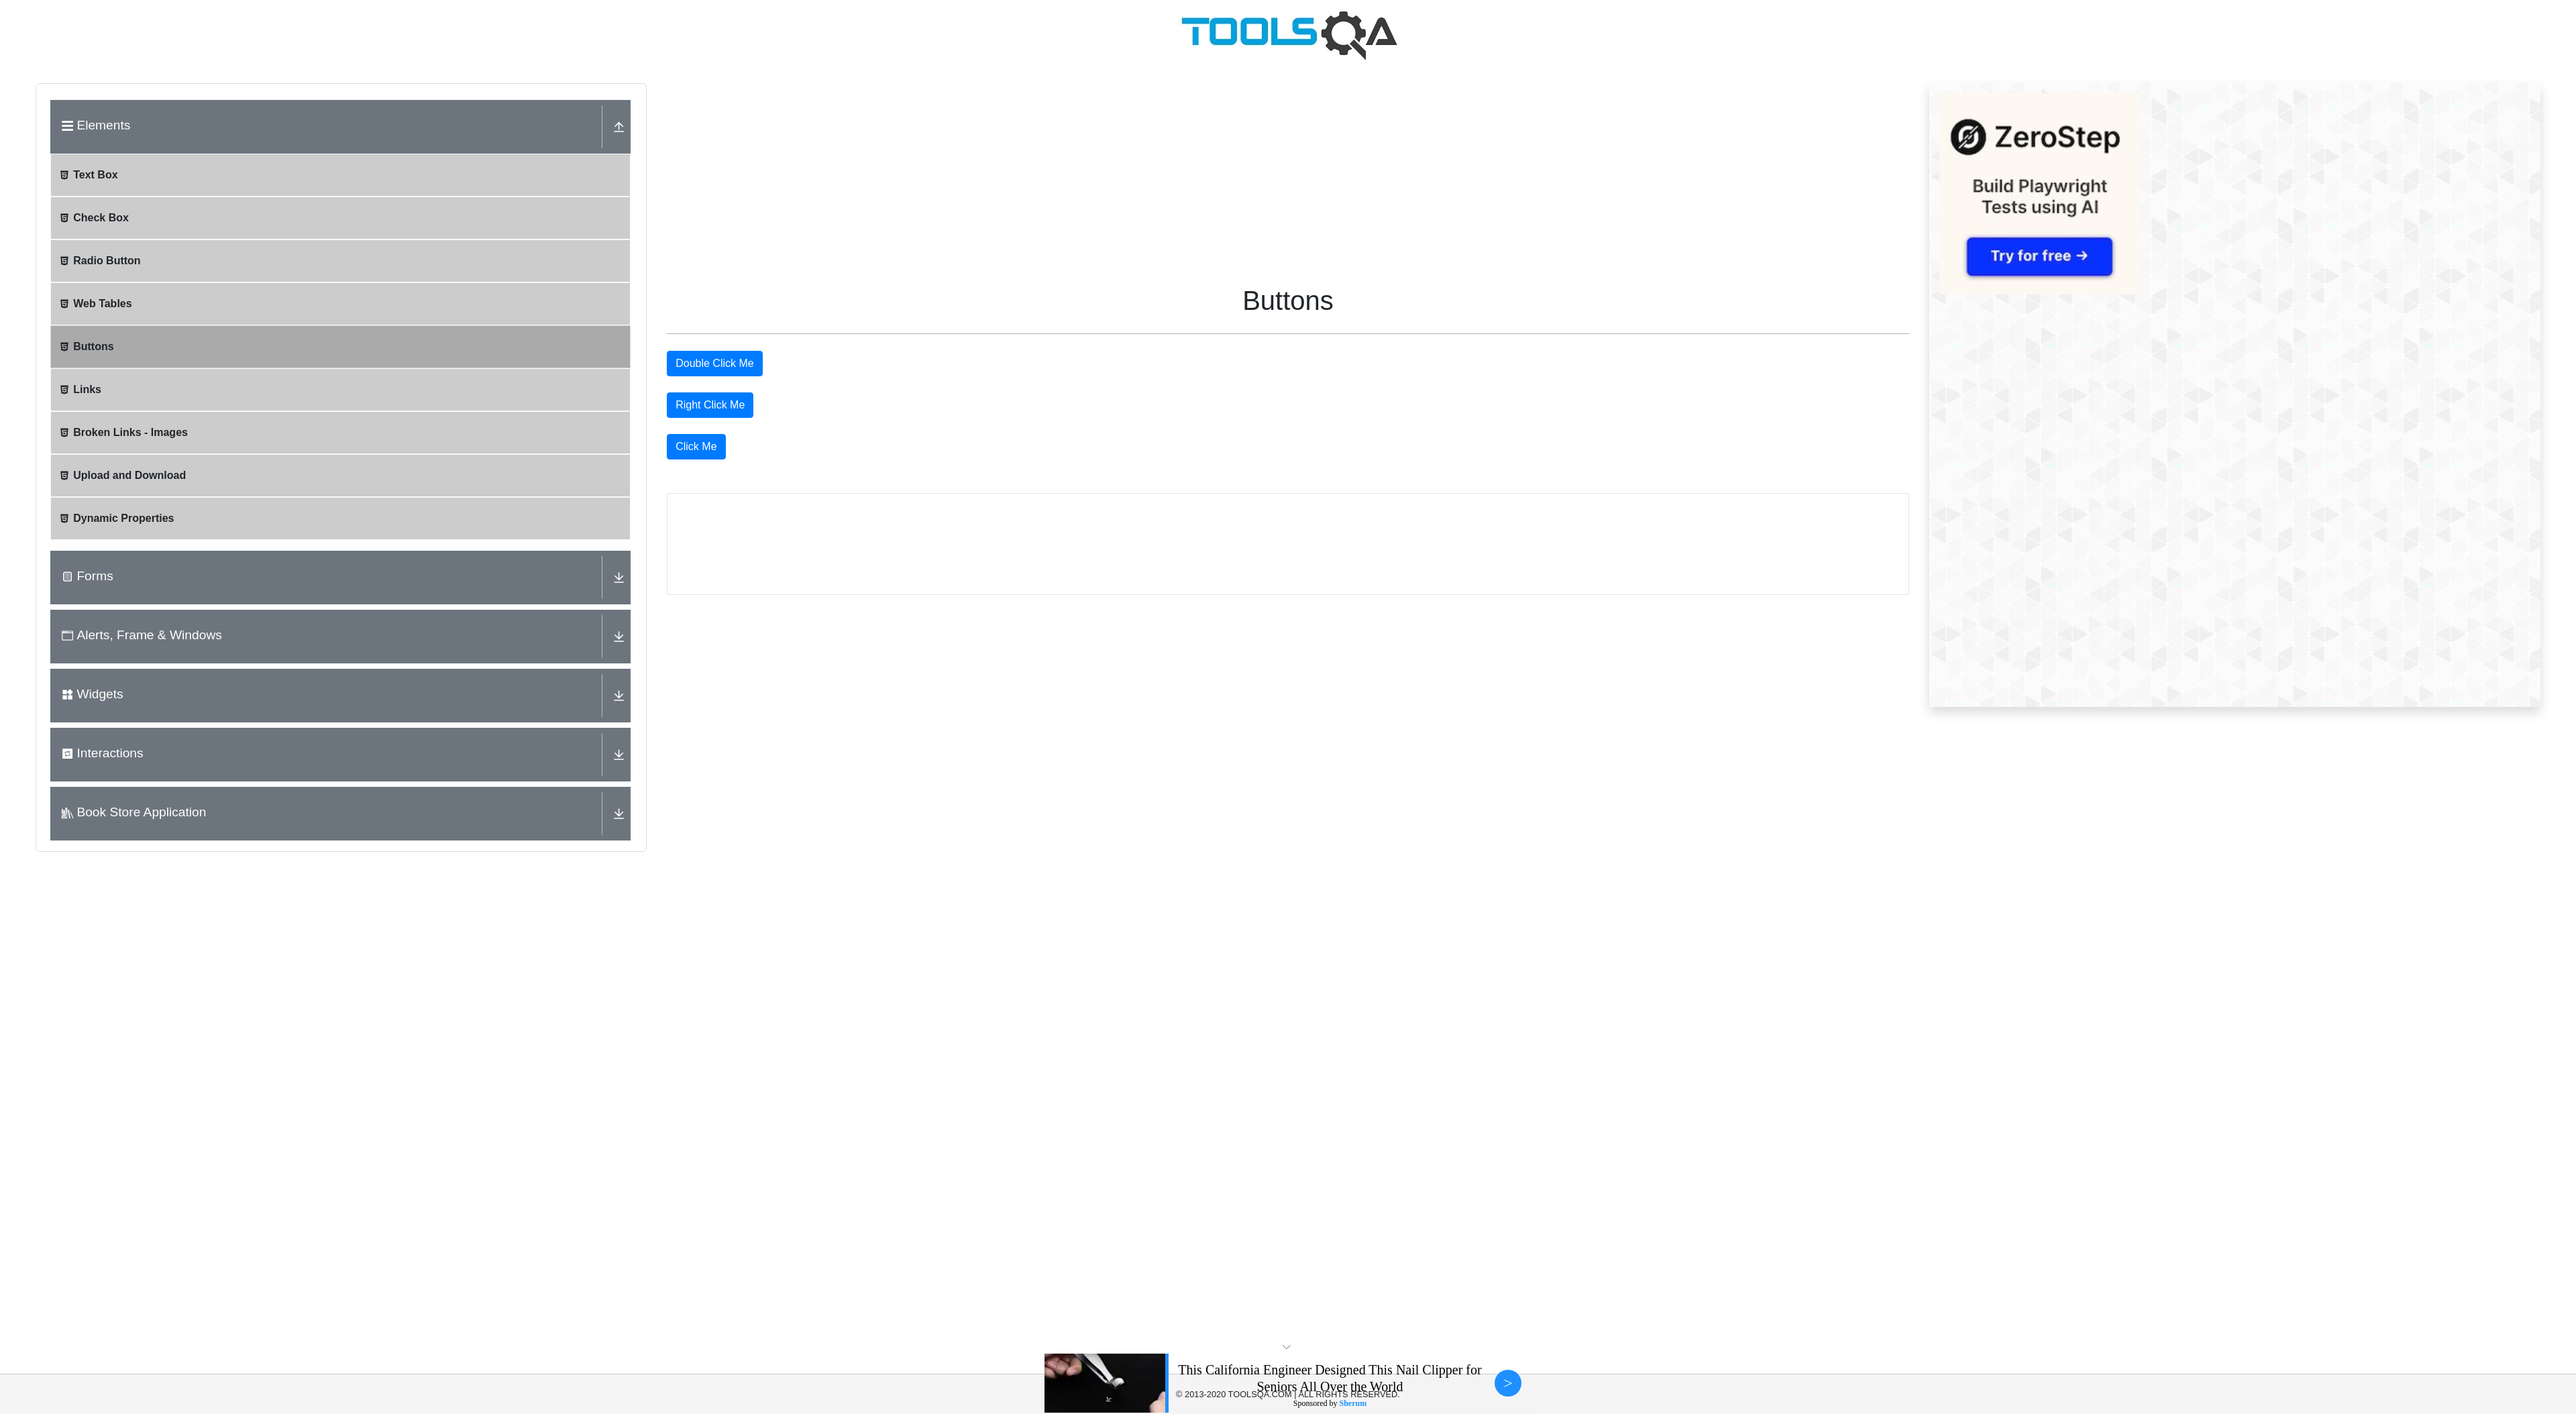 TOOLSQA
Elements
Text Box
Check Box
Radio Button
Web Tables
Buttons
Links
Broken Links - Images
Upload and Download
Dynamic Properties
Forms
Alerts, Frame & Windows
Widgets
Interactions
Book Store Application
Buttons
Double Click Me
Right Click Me
Click Me
ZeroStep
Build Playwright
Tests using AI
Try for free →
This California Engineer Designed This Nail Clipper for
Seniors All Over the World
© 2013-2020 TOOLSQA.COM | ALL RIGHTS RESERVED.
Sponsored by Sherum
>